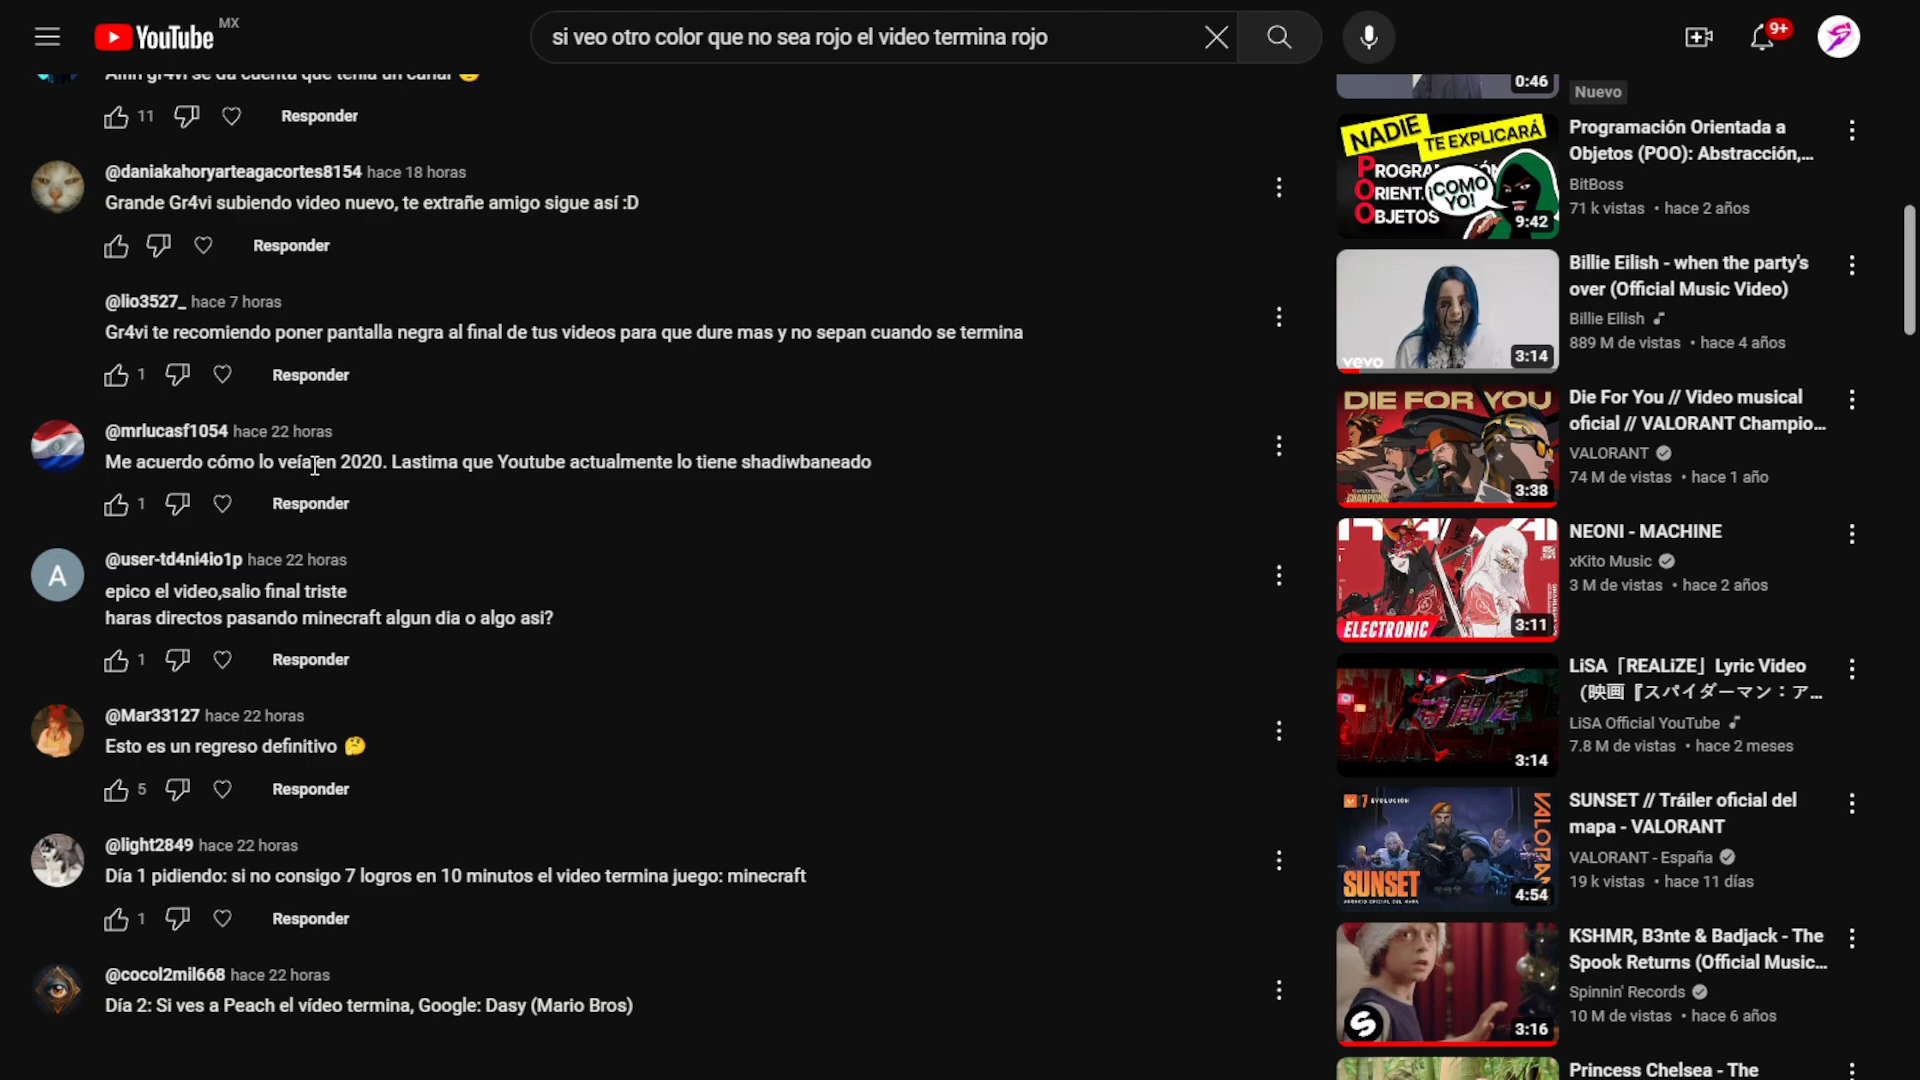 YouTube MX
si veo otro color que no sea rojo el video termina rojo
9+
11
Responder
@daniakahoryarteagacortes8154 hace 18 horas
Grande Gr4vi subiendo video nuevo, te extrañe amigo sigue así :D
Responder
@lio3527_ hace 7 horas
Gr4vi te recomiendo poner pantalla negra al final de tus videos para que dure mas y no sepan cuando se termina
1
Responder
@mrlucasf1054 hace 22 horas
Me acuerdo cómo lo veía en 2020. Lastima que Youtube actualmente lo tiene shadiwbaneado
1
Responder
A
@user-td4ni4io1p hace 22 horas
epico el video,salio final triste
haras directos pasando minecraft algun dia o algo asi?
1
Responder
@Mar33127 hace 22 horas
Esto es un regreso definitivo 🤔
5
Responder
@light2849 hace 22 horas
Día 1 pidiendo: si no consigo 7 logros en 10 minutos el video termina juego: minecraft
1
Responder
@cocol2mil668 hace 22 horas
Día 2: Si ves a Peach el vídeo termina, Google: Dasy (Mario Bros)
0:46
Nuevo
NADIE
TE EXPLICARÁ
¡COMO
YO!
OBJETOS
9:42
Programación Orientada a
Objetos (POO): Abstracción,...
BitBoss
71 k vistas • hace 2 años
vevo
3:14
Billie Eilish - when the party's
over (Official Music Video)
Billie Eilish
889 M de vistas • hace 4 años
DIE FOR YOU
CHAMPIONS
3:38
Die For You // Video musical
oficial // VALORANT Champio...
VALORANT
74 M de vistas • hace 1 año
ELECTRONIC
3:11
NEONI - MACHINE
xKito Music
3 M de vistas • hace 2 años
3:14
LiSA「REALiZE」Lyric Video
（映画『スパイダーマン：ア...
LiSA Official YouTube
7.8 M de vistas • hace 2 meses
7 EVOLUCIÓN
VALORANT
SUNSET
4:54
SUNSET // Tráiler oficial del
mapa - VALORANT
VALORANT - España
19 k vistas • hace 11 días
3:16
KSHMR, B3nte & Badjack - The
Spook Returns (Official Music...
Spinnin' Records
10 M de vistas • hace 6 años
Princess Chelsea - The